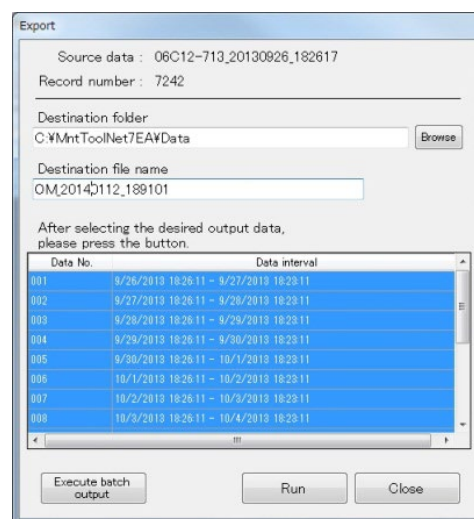 Export
Source data : 06C12-713_20130926_182617
Record number : 7242
Destination folder
C:¥MntToolNet7EA¥Data
Browse
Destination file name
OM_20140112_189101
After selecting the desired output data,
please press the button.
Data No. Data interval
001 9/26/2013 18:26:11 - 9/27/2013 18:23:11
002 9/27/2013 18:26:11 - 9/28/2013 18:23:11
003 9/28/2013 18:26:11 - 9/29/2013 18:23:11
004 9/29/2013 18:26:11 - 9/30/2013 18:23:11
005 9/30/2013 18:26:11 - 10/1/2013 18:23:11
006 10/1/2013 18:26:11 - 10/2/2013 18:23:11
007 10/2/2013 18:26:11 - 10/3/2013 18:23:11
008 10/3/2013 18:26:11 - 10/4/2013 18:23:11
Execute batch
output
Run
Close